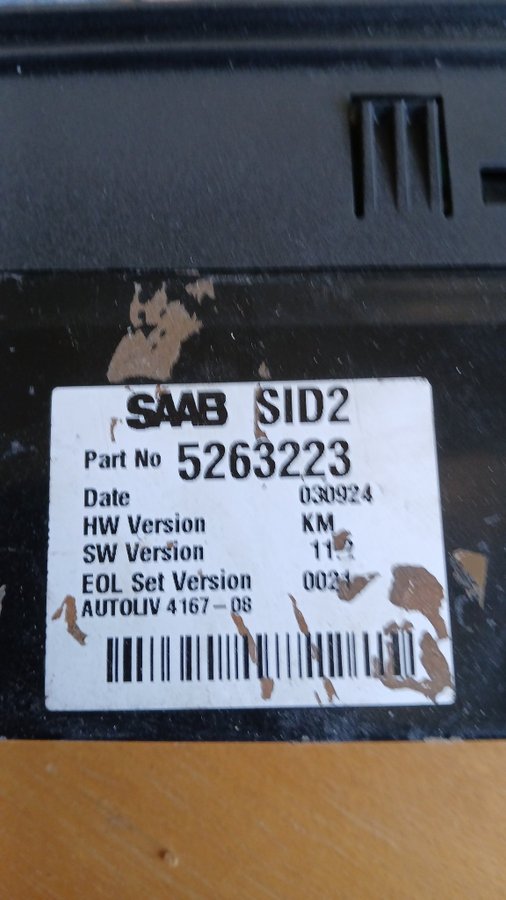 SAAB SID2
Part No 5263223
Date 030924
HW Version KM
SW Version
EOL Set Version
AUTOLIV 4167-08